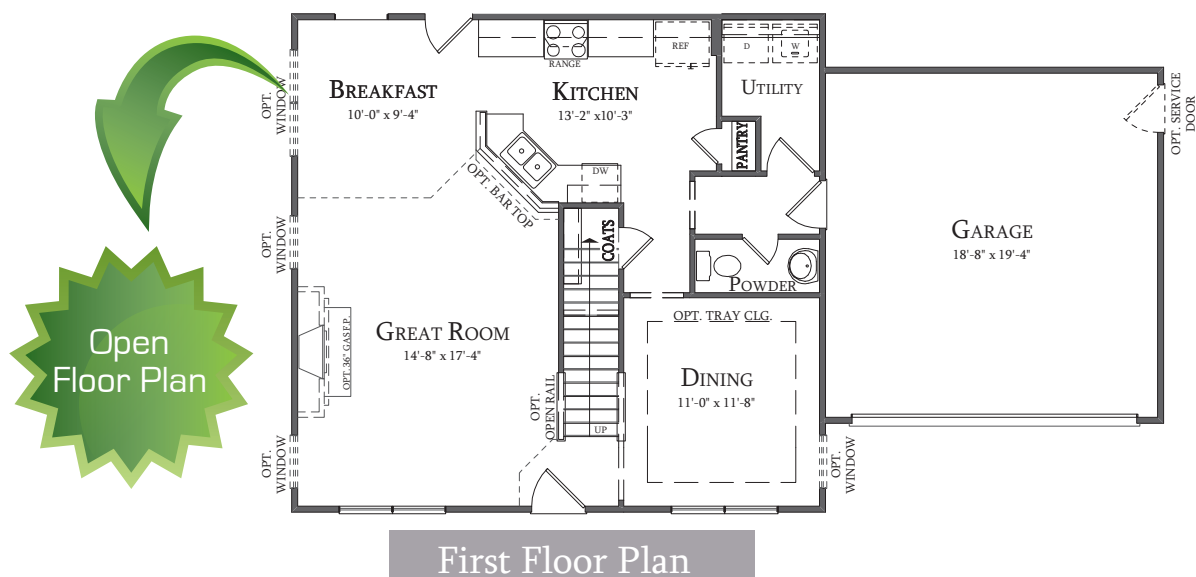 REF
D
W
RANGE
BREAKFAST
10'-0" x 9'-4"
KITCHEN
13'-2" x10'-3"
UTILITY
OPT.
WINDOW
OPT. SERVICE
DOOR
PANTRY
DW
OPT. BAR TOP
OPT.
WINDOW
COATS
GARAGE
18'-8" x 19'-4"
POWDER
OPT. TRAY CLG.
GREAT ROOM
14'-8" x 17'-4"
OPT. 36" GAS F.P.
Open
Floor Plan
DINING
11'-0" x 11'-8"
OPT.
OPEN RAIL
UP
OPT.
WINDOW
OPT.
WINDOW
First Floor Plan